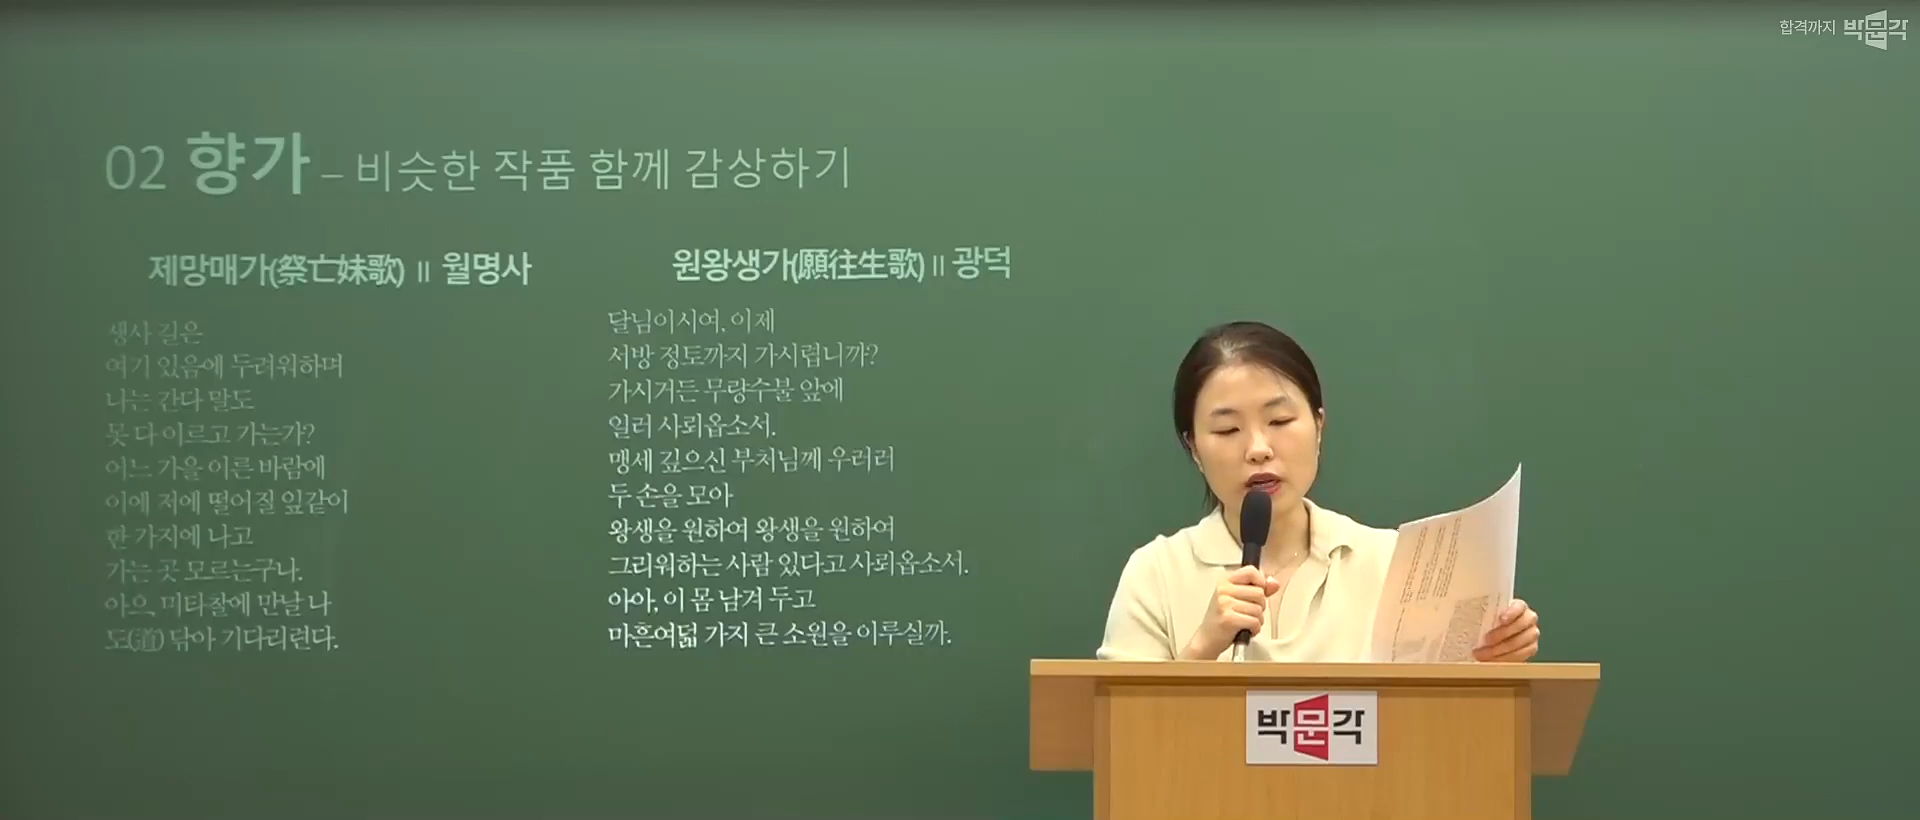 합격까지 박문각
02 향가 – 비슷한 작품 함께 감상하기
제망매가(祭亡妹歌) || 월명사
생사 길은
여기 있음에 두려워하며
나는 간다 말도
못 다 이르고 가는가?
어느 가을 이른 바람에
이에 저에 떨어질 잎같이
한 가지에 나고
가는 곳 모르는구나.
아으, 미타찰에 만날 나
도(道) 닦아 기다리련다.
원왕생가(願往生歌) || 광덕
달님이시여, 이제
서방 정토까지 가시렵니까?
가시거든 무량수불 앞에
일러 사뢰옵소서.
맹세 깊으신 부처님께 우러러
두 손을 모아
왕생을 원하여 왕생을 원하여
그리워하는 사람 있다고 사뢰옵소서.
아아, 이 몸 남겨 두고
마흔여덟 가지 큰 소원을 이루실까.
박문각